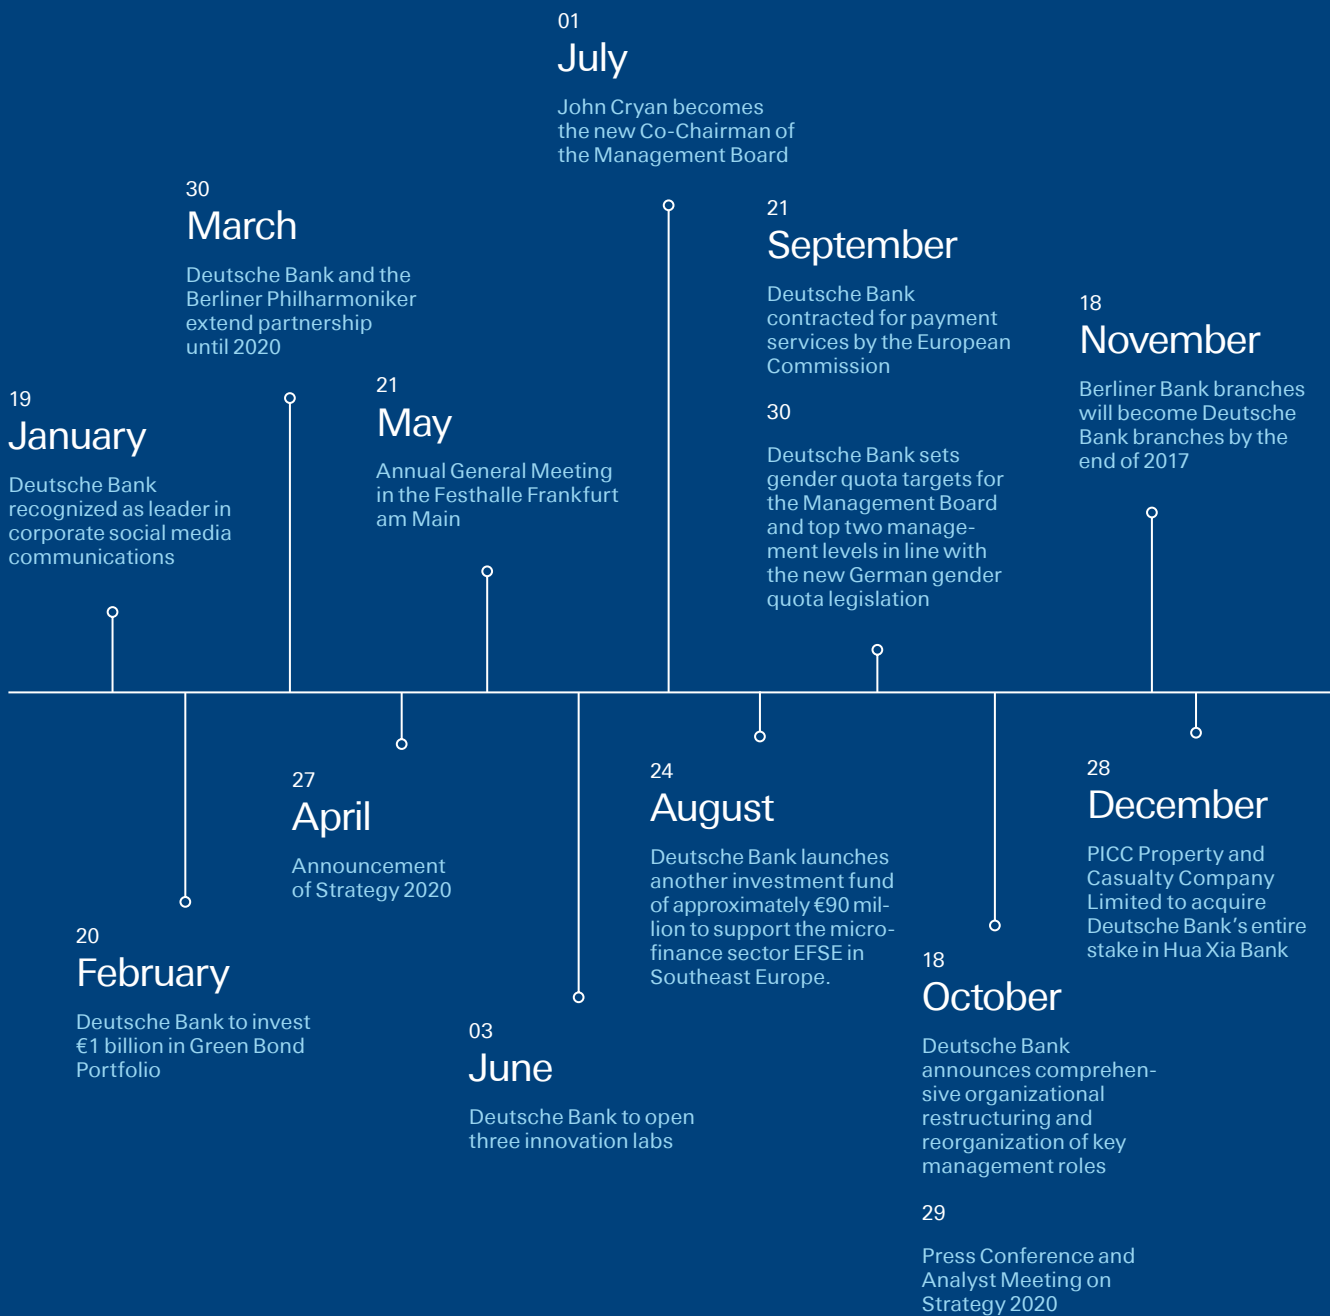 19
January
Deutsche Bank
recognized as leader in
corporate social media
communications
20
February
Deutsche Bank to invest
€1 billion in Green Bond
Portfolio
30
March
Deutsche Bank and the
Berliner Philharmoniker
extend partnership
until 2020
27
April
Announcement
of Strategy 2020
21
May
Annual General Meeting
in the Festhalle Frankfurt
am Main
03
June
Deutsche Bank to open
three innovation labs
01
July
John Cryan becomes
the new Co-Chairman of
the Management Board
24
August
Deutsche Bank launches
another investment fund
of approximately €90 mil-
lion to support the micro-
finance sector EFSE in
Southeast Europe.
21
September
Deutsche Bank
contracted for payment
services by the European
Commission
30
Deutsche Bank sets
gender quota targets for
the Management Board
and top two manage-
ment levels in line with
the new German gender
quota legislation
18
October
Deutsche Bank
announces comprehen-
sive organizational
restructuring and
reorganization of key
management roles
29
Press Conference and
Analyst Meeting on
Strategy 2020
18
November
Berliner Bank branches
will become Deutsche
Bank branches by the
end of 2017
28
December
PICC Property and
Casualty Company
Limited to acquire
Deutsche Bank’s entire
stake in Hua Xia Bank